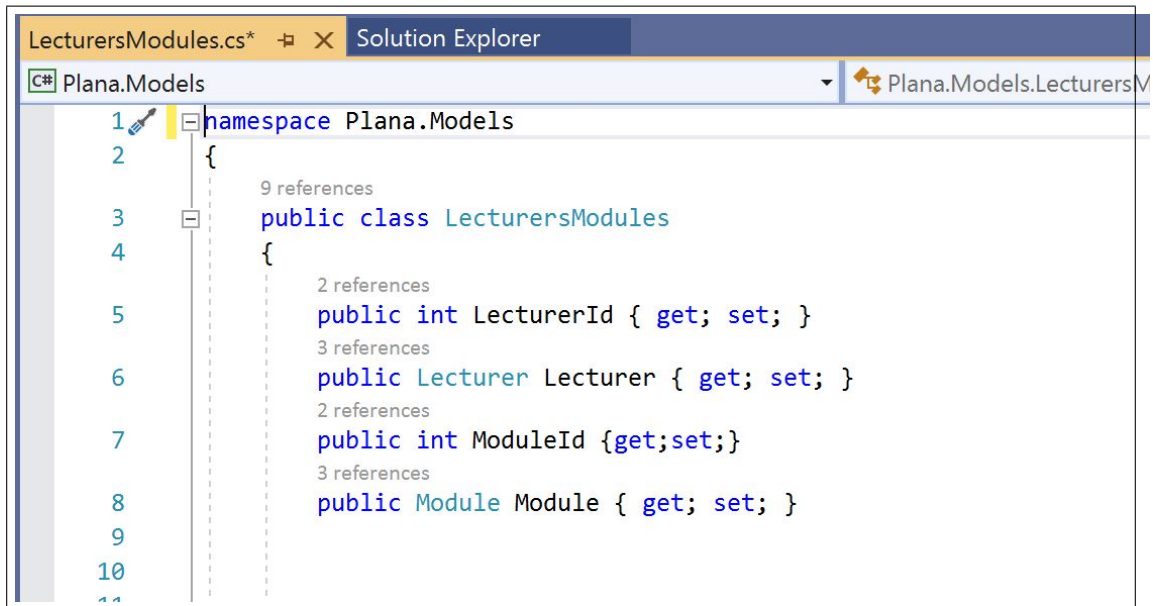 LecturersModules.cs* Solution Explorer
C# Plana.Models Plana.Models.LecturersM
1 namespace Plana.Models
2 {
9 references
3 public class LecturersModules
4 {
2 references
5 public int LecturerId { get; set; }
3 references
6 public Lecturer Lecturer { get; set; }
2 references
7 public int ModuleId {get;set;}
3 references
8 public Module Module { get; set; }
9
10